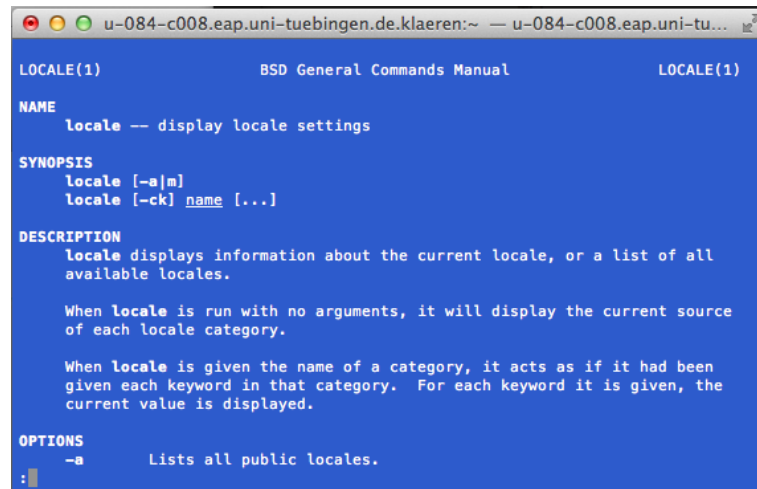 u-084-c008.eap.uni-tuebingen.de.klaeren:~ — u-084-c008.eap.uni-tu...
LOCALE(1) BSD General Commands Manual LOCALE(1)
NAME
locale -- display locale settings
SYNOPSIS
locale [-a|m]
locale [-ck] name [...]
DESCRIPTION
locale displays information about the current locale, or a list of all
available locales.
When locale is run with no arguments, it will display the current source
of each locale category.
When locale is given the name of a category, it acts as if it had been
given each keyword in that category.  For each keyword it is given, the
current value is displayed.
OPTIONS
-a Lists all public locales.
: